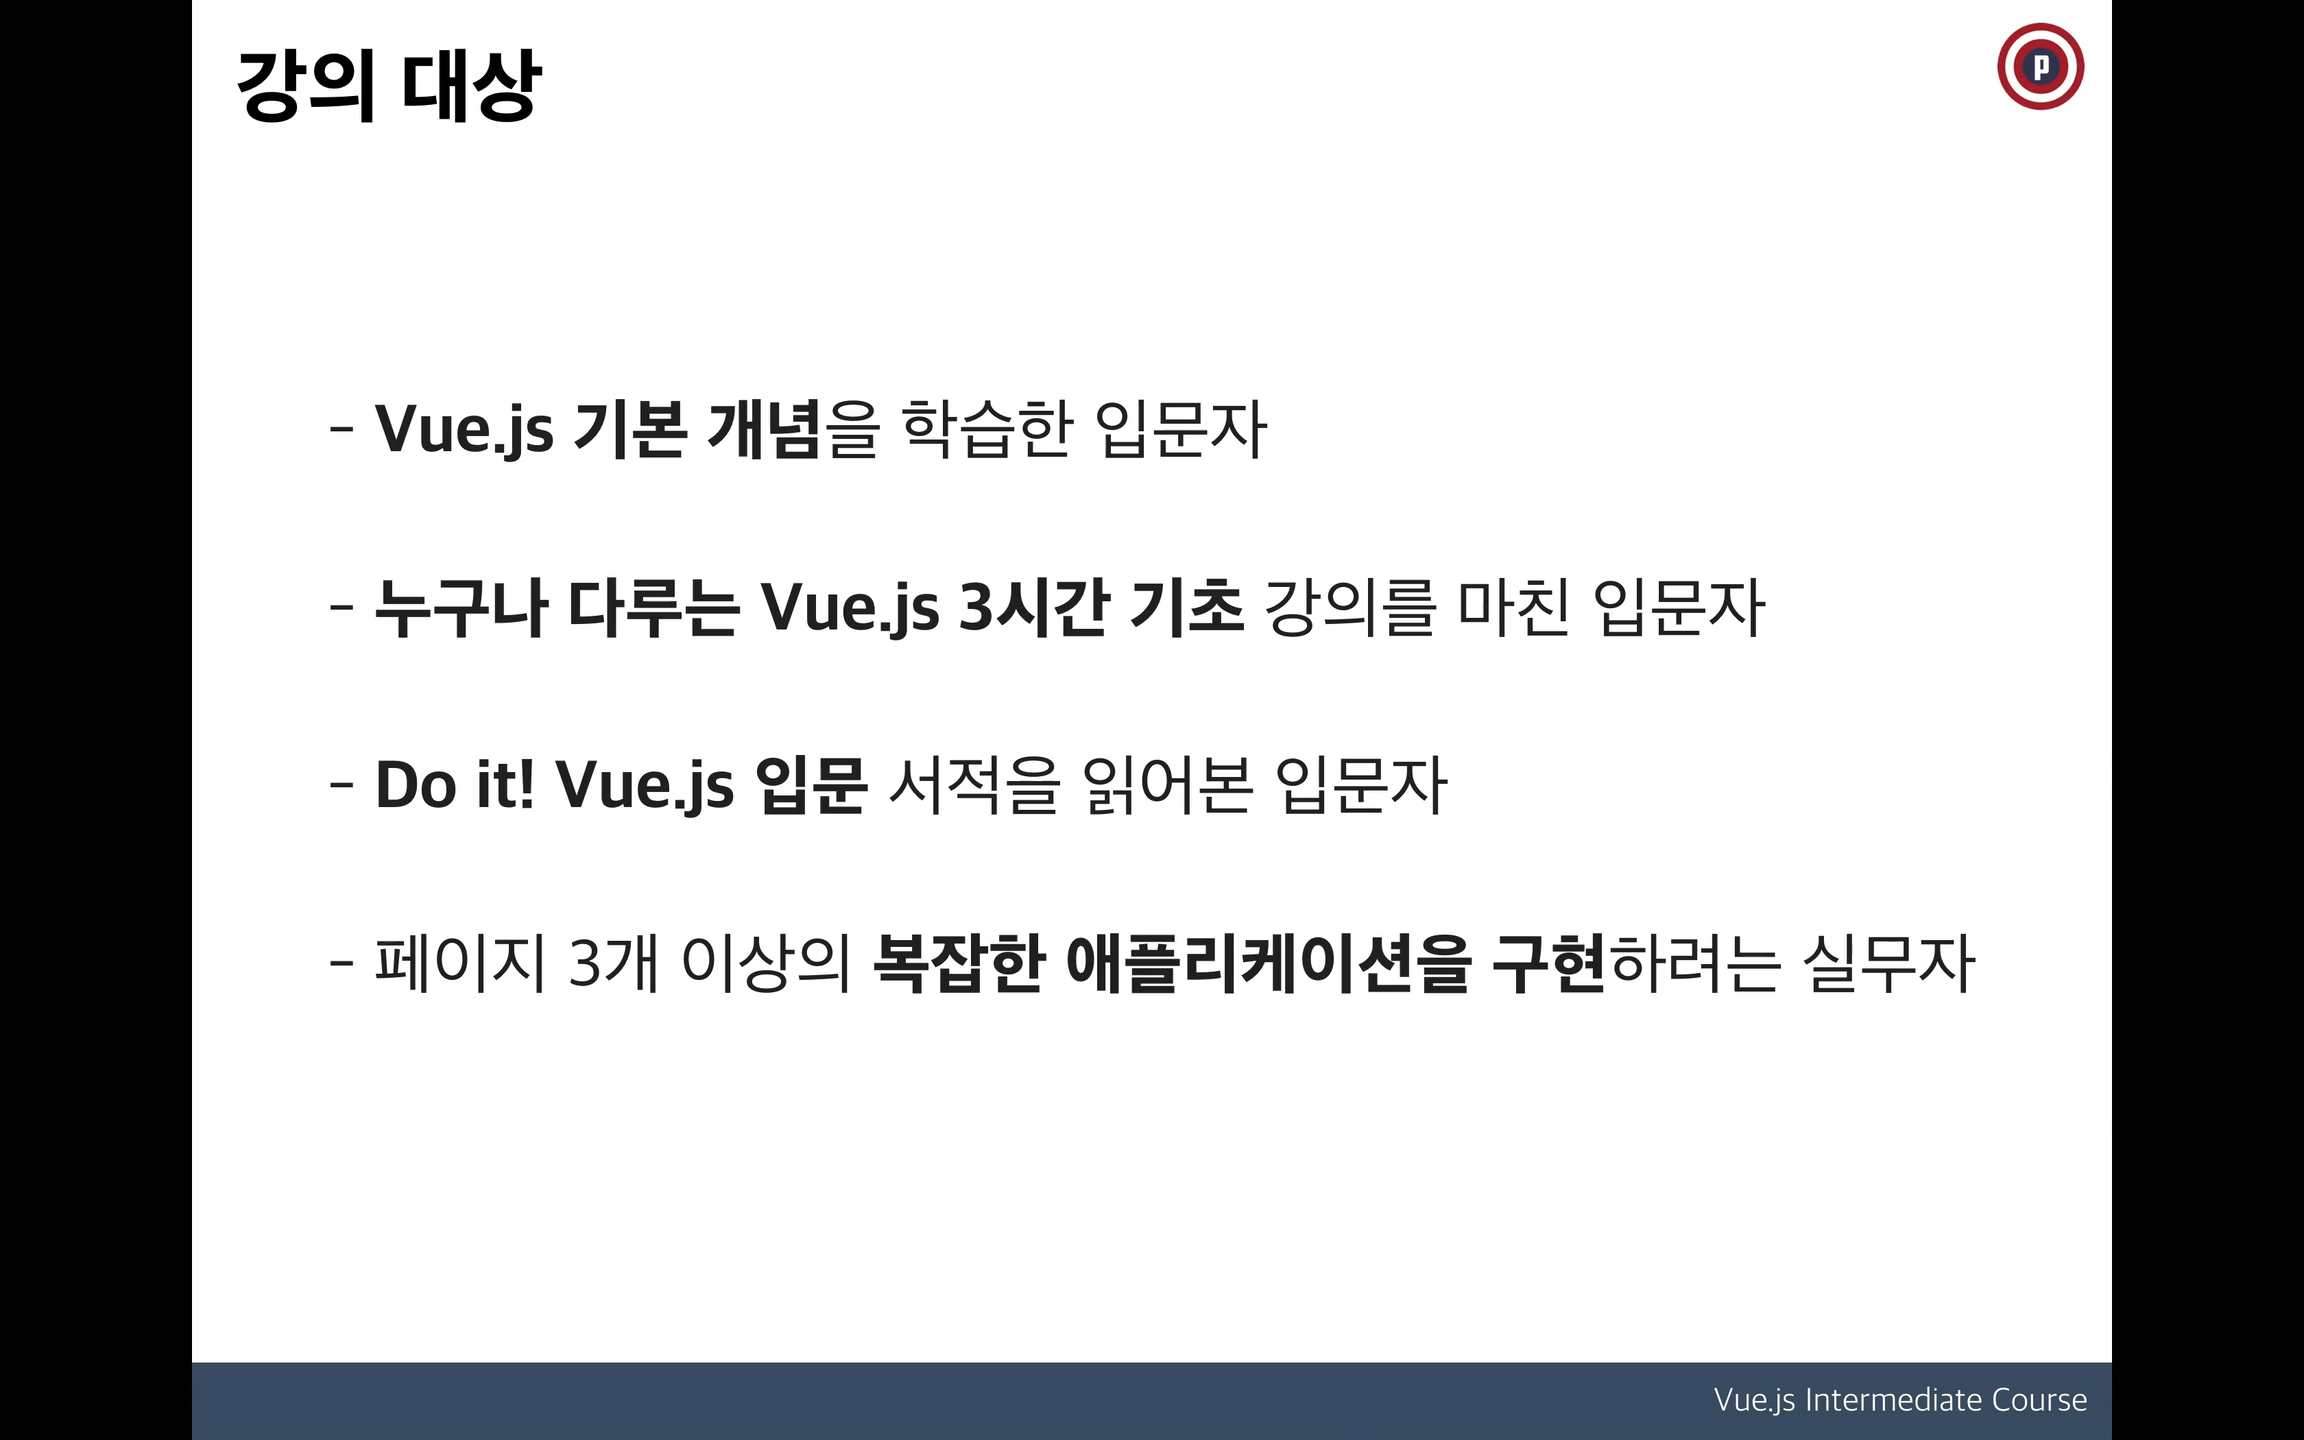 강의 대상
P
- Vue.js 기본 개념을 학습한 입문자
- 누구나 다루는 Vue.js 3시간 기초 강의를 마친 입문자
- Do it! Vue.js 입문 서적을 읽어본 입문자
- 페이지 3개 이상의 복잡한 애플리케이션을 구현하려는 실무자
Vue.js Intermediate Course